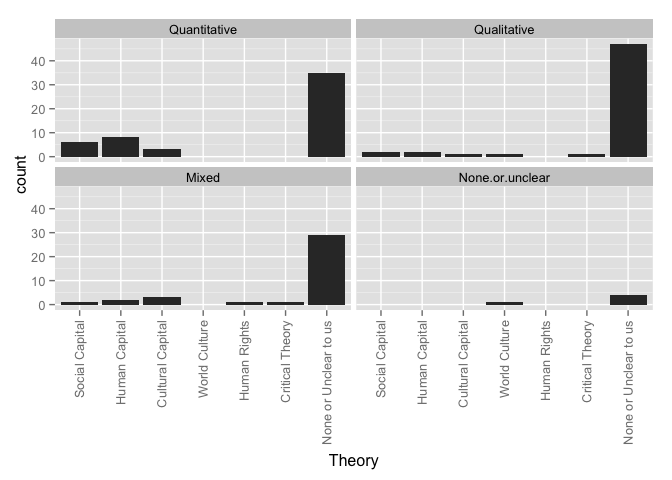 Quantitative
Qualitative
40
30
20
10
0
count
Mixed
None.or.unclear
40
30
20
10
0
Social Capital
Human Capital
Cultural Capital
World Culture
Human Rights
Critical Theory
None or Unclear to us
Social Capital
Human Capital
Cultural Capital
World Culture
Human Rights
Critical Theory
None or Unclear to us
Theory